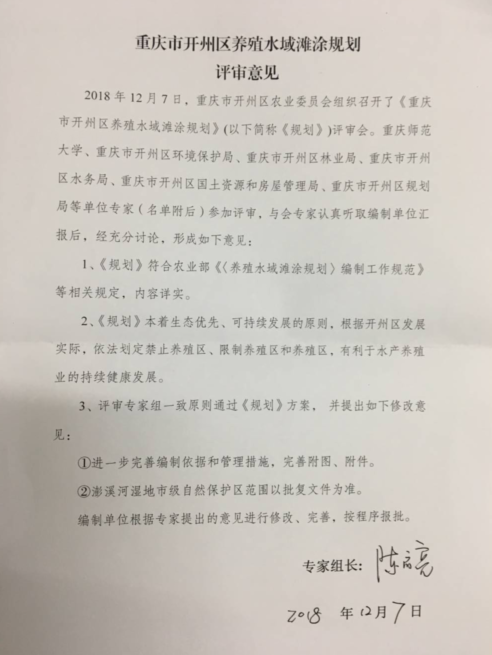 重庆市开州区养殖水域滩涂规划
评审意见
2018年12月7日，重庆市开州区农业委员会组织召开了《重庆
市开州区养殖水域滩涂规划》(以下简称《规划》)评审会。重庆师范
大学、重庆市开州区环境保护局、重庆市开州区林业局、重庆市开州
区水务局、重庆市开州区国土资源和房屋管理局、重庆市开州区规划
局等单位专家（名单附后）参加评审，与会专家认真听取编制单位汇
报后，经充分讨论，形成如下意见：
1、《规划》符合农业部《〈养殖水域滩涂规划〉编制工作规范》
等相关规定，内容详实。
2、《规划》本着生态优先、可持续发展的原则，根据开州区发展
实际，依法划定禁止养殖区、限制养殖区和养殖区，有利于水产养殖
业的持续健康发展。
3、评审专家组一致原则通过《规划》方案， 并提出如下修改意
见：
①进一步完善编制依据和管理措施，完善附图、附件。
②澎溪河湿地市级自然保护区范围以批复文件为准。
编制单位根据专家提出的意见进行修改、完善，按程序报批。
专家组长：陈启亮
2018 年12月7日